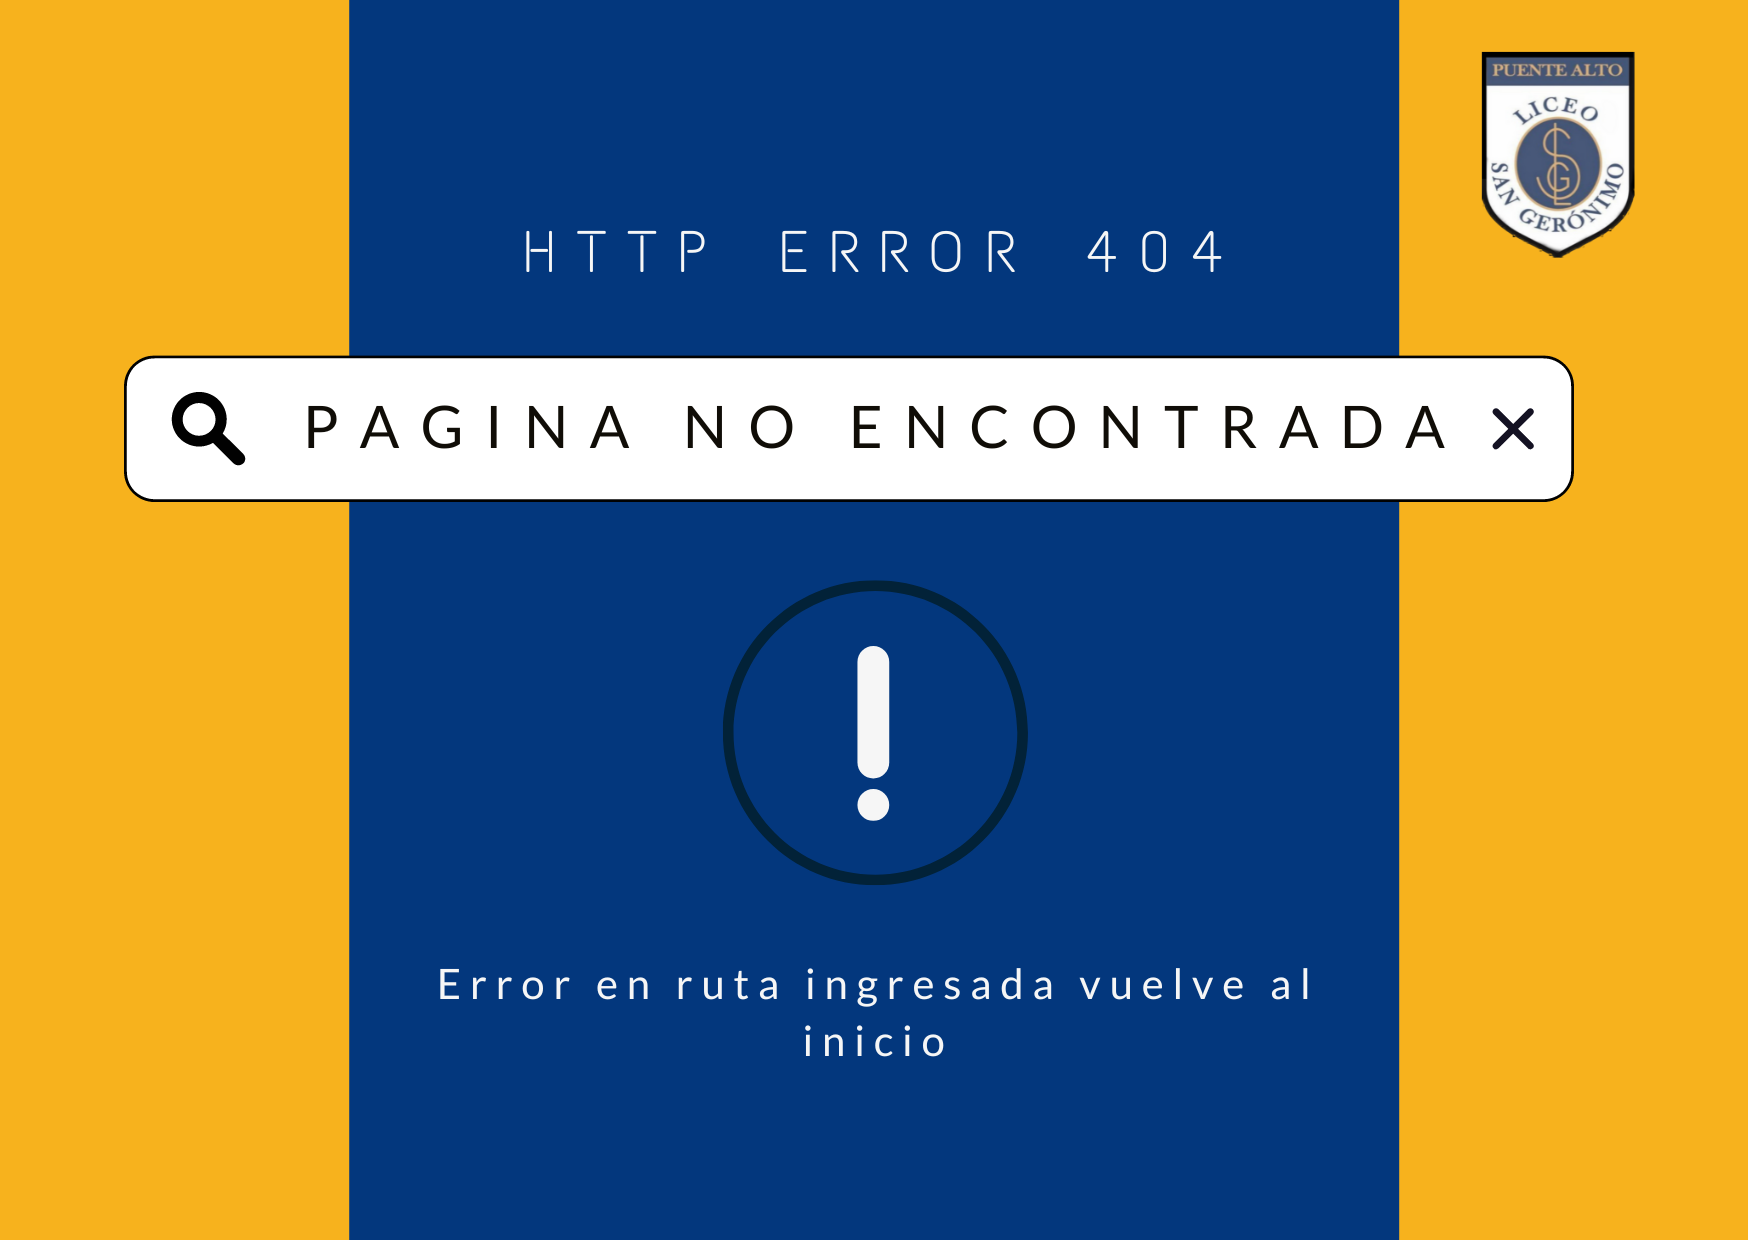 PUENTE ALTO
LICEO
SAN GERÓNIMO
HTTP ERROR 404
PAGINA NO ENCONTRADA
Error en ruta ingresada vuelve al
inicio